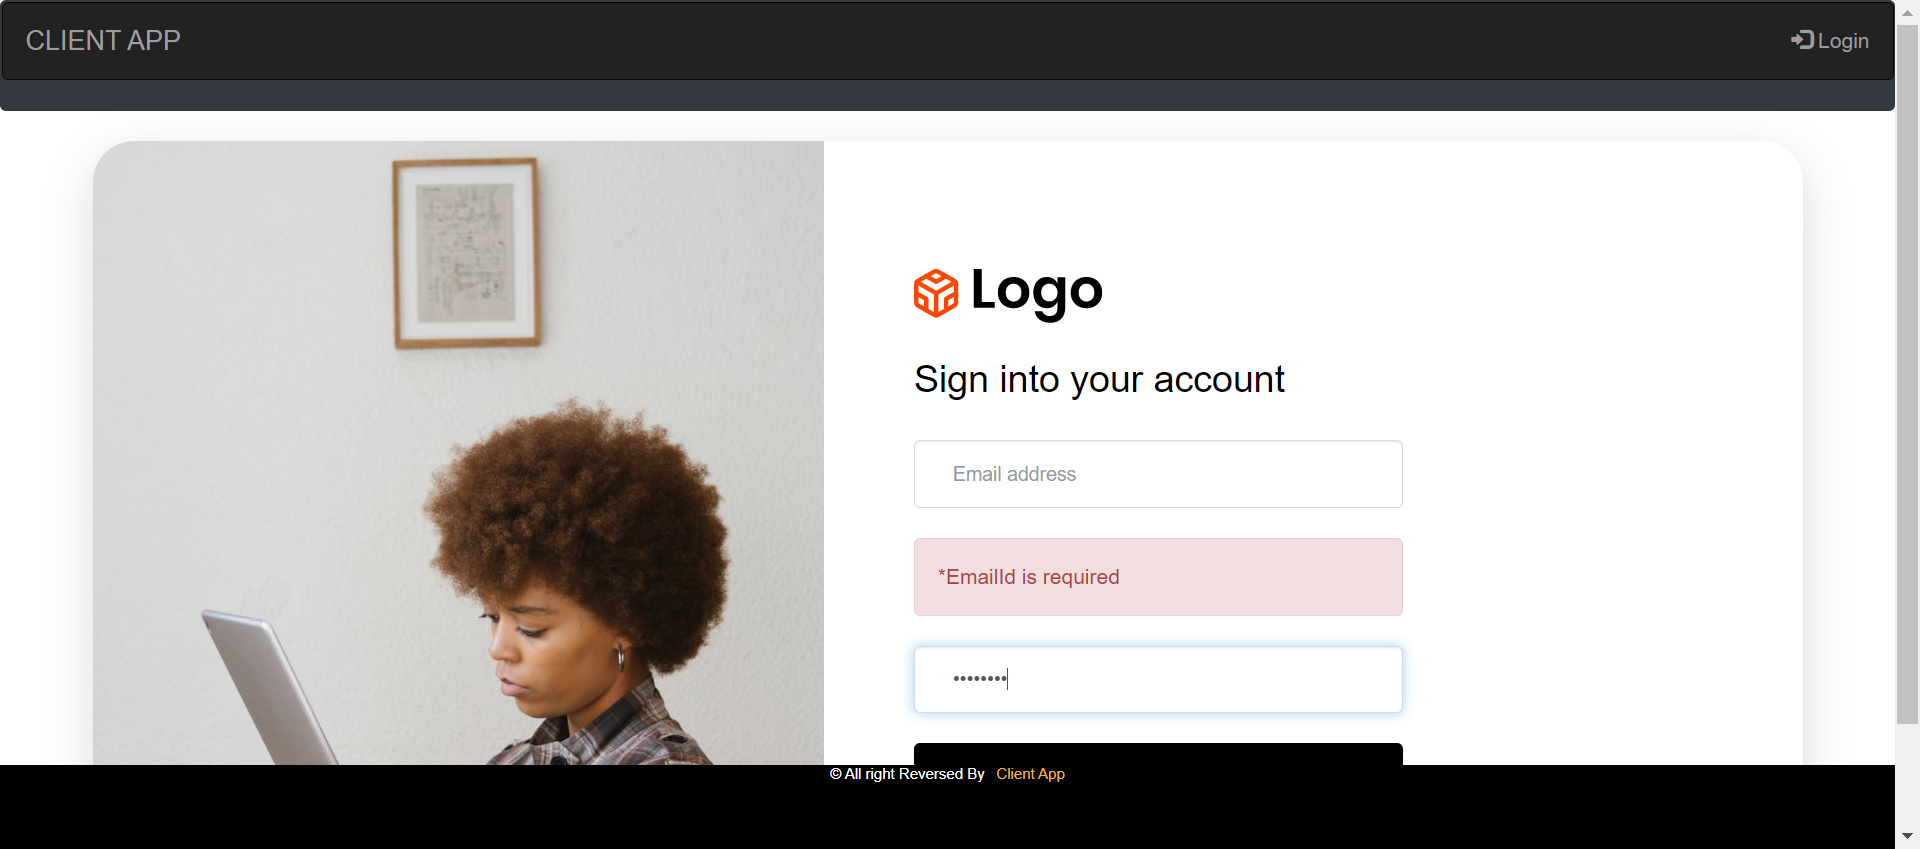 CLIENT APP
Login
Logo
Sign into your account
Email address
*EmailId is required
••••••••
© All right Reversed By Client App